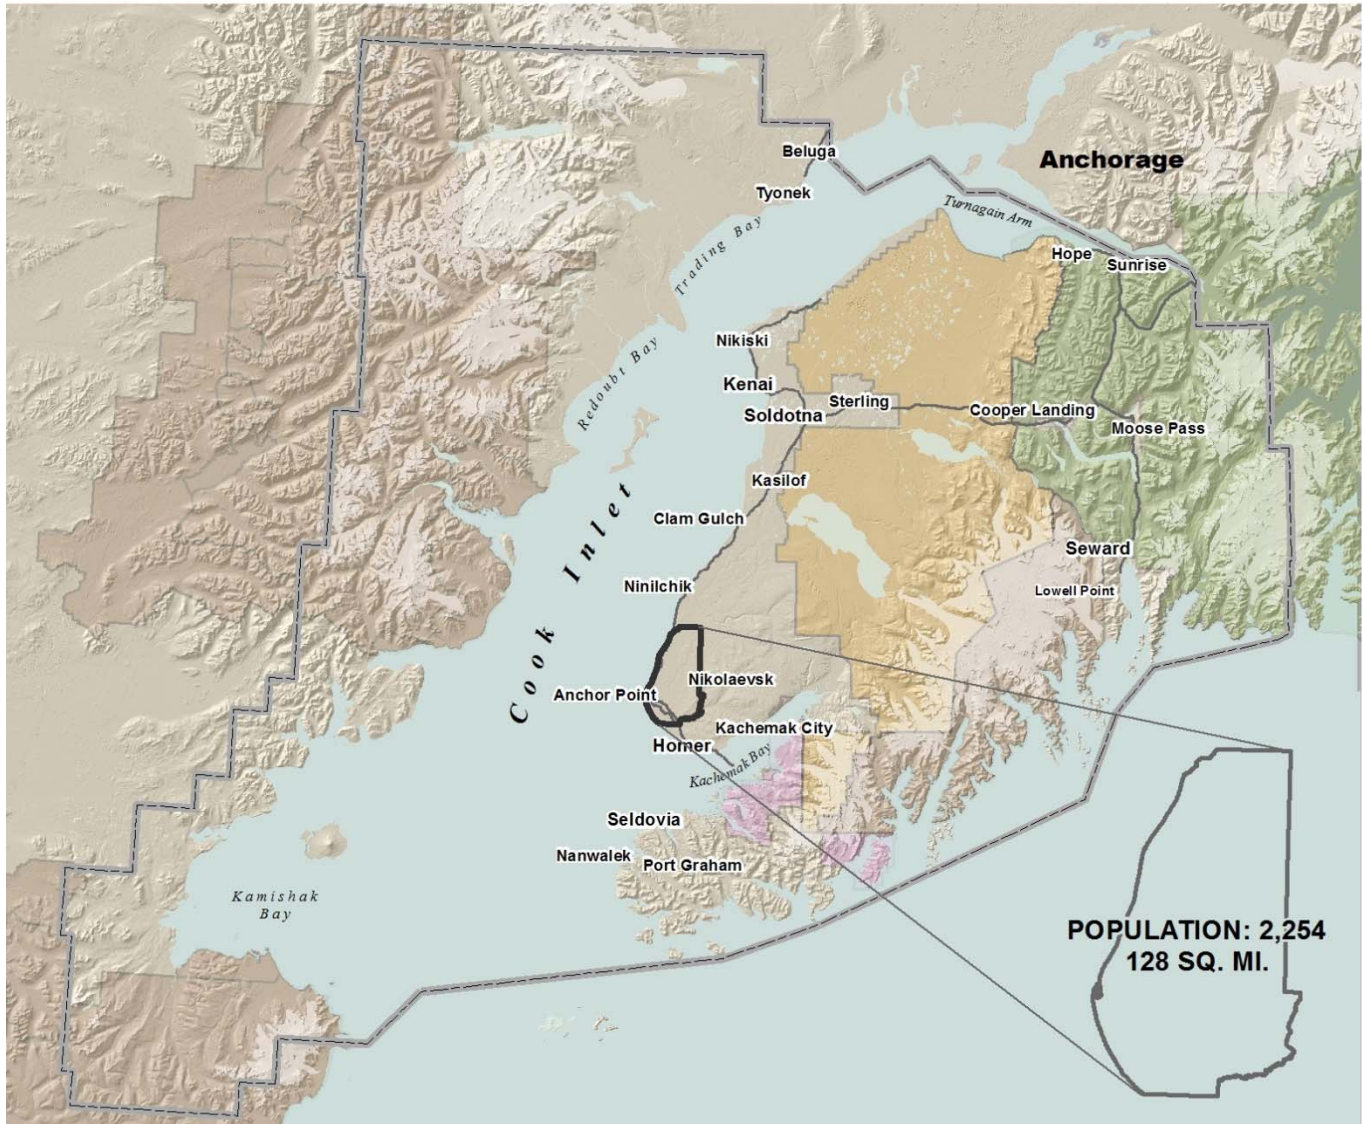 Beluga
Anchorage
Tyonek
Turnagain Arm
Trading Bay
Hope
Sunrise
Nikiski
Redoubt Bay
Kenai
Sterling
Soldotna
Cooper Landing
Moose Pass
Kasilof
Clam Gulch
Cook Inlet
Seward
Ninilchik
Lowell Point
Nikolaevsk
Anchor Point
Kachemak City
Homer
Kachemak Bay
Seldovia
Nanwalek
Port Graham
Kamishak
Bay
POPULATION: 2,254
128 SQ. MI.